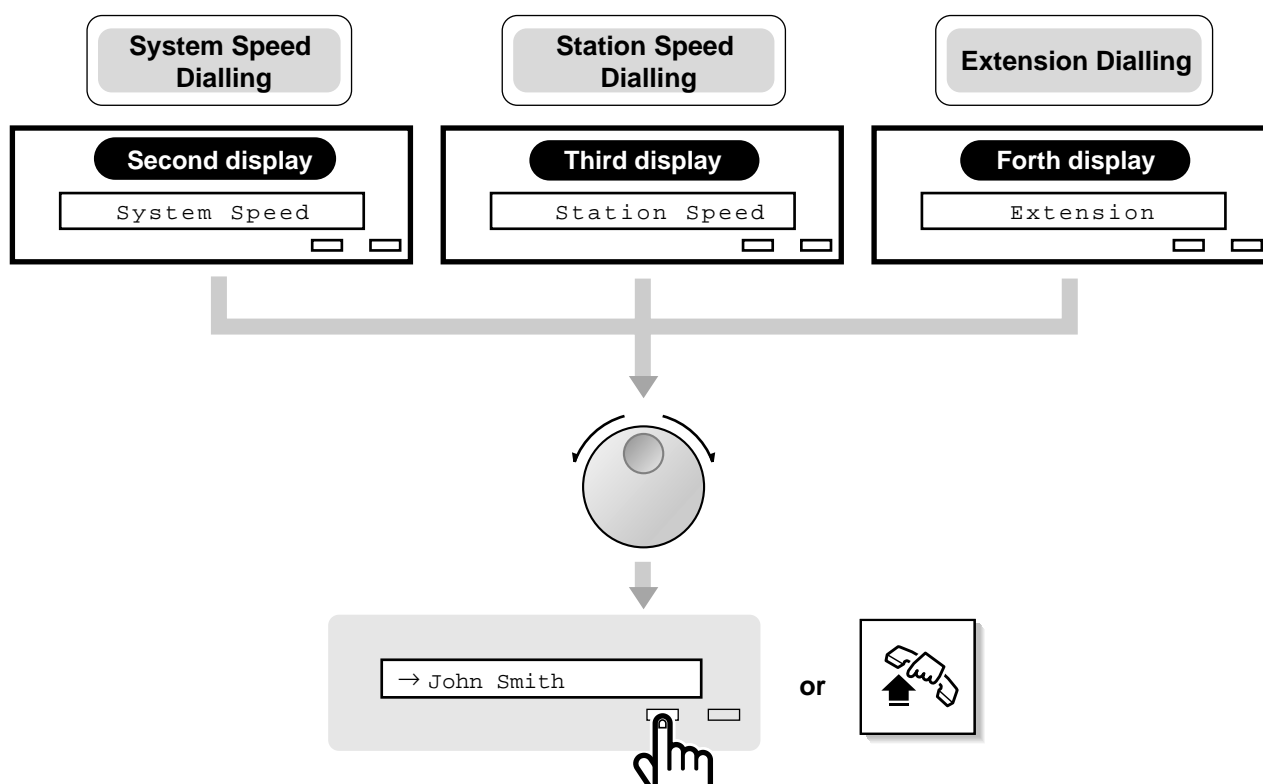 System Speed
Dialling
Station Speed
Dialling
Extension Dialling
Second display
Third display
Forth display
System Speed
Station Speed
Extension
→ John Smith
or